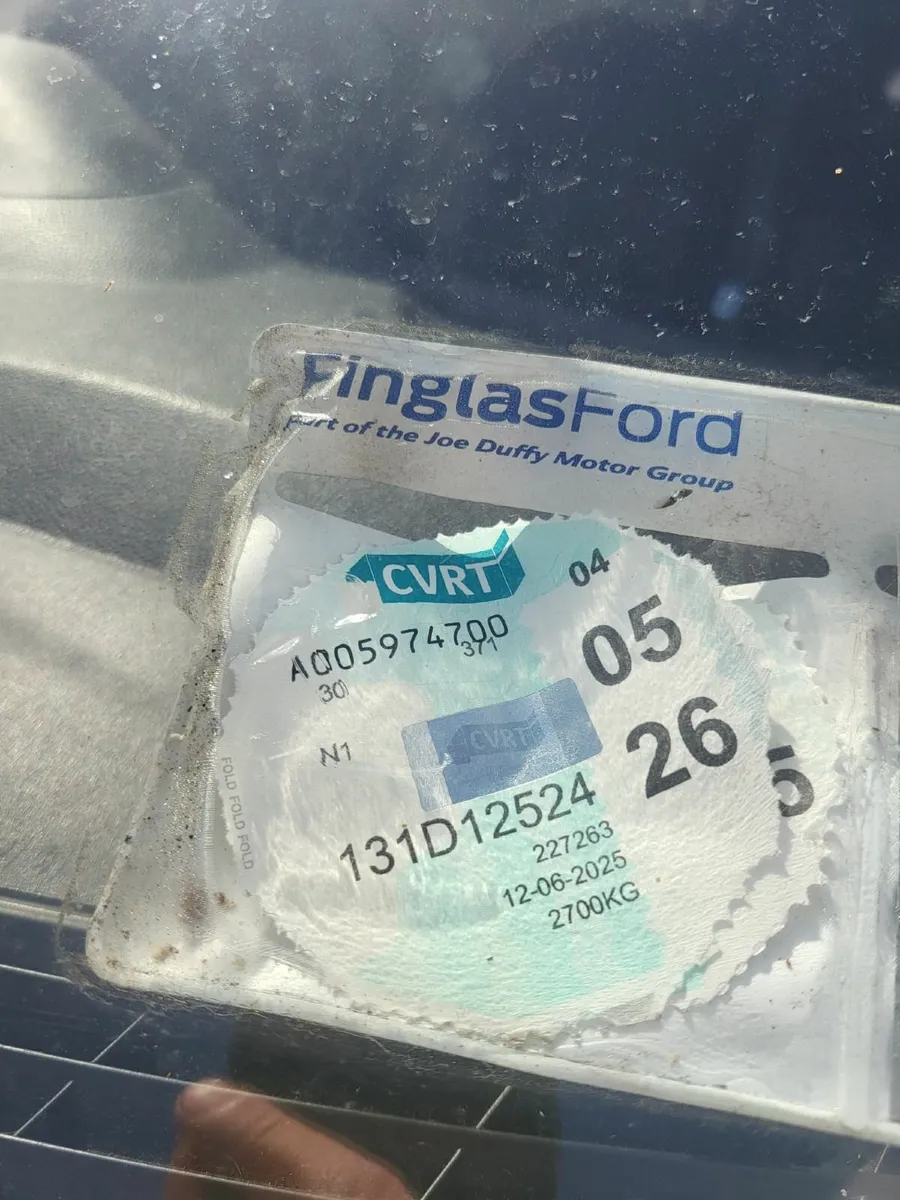 FinglasFord
part of the Joe Duffy Motor Group
CVRT
04
05
26
A005974700
371
30
N1
CVRT
131D12524
227263
12-06-2025
2700KG
FOLD FOLD FOLD
5